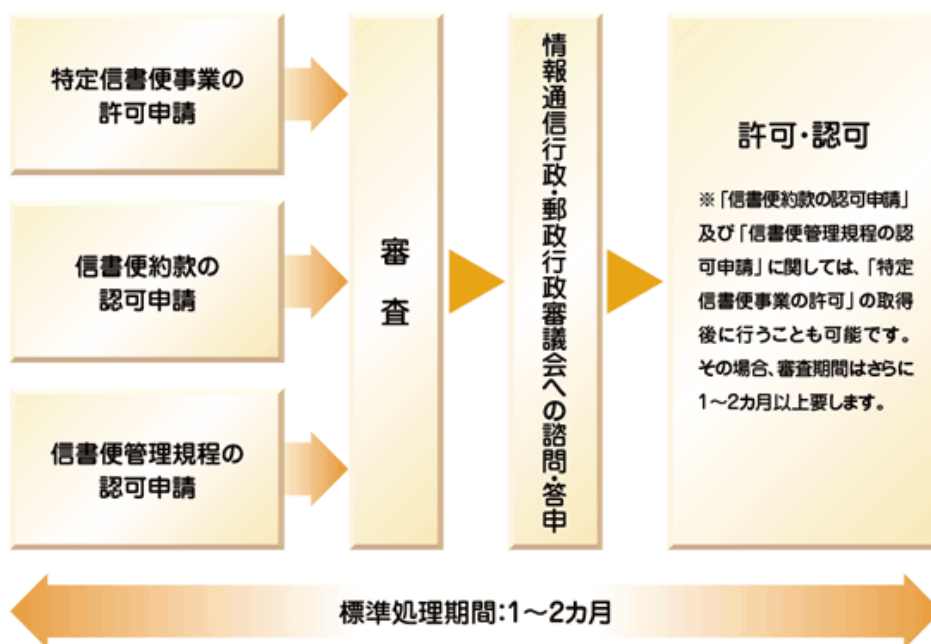 特定信書便事業の
許可申請
信書便約款の
認可申請
信書便管理規程の
認可申請
審査
情報通信行政・郵政行政審議会への諮問・答申
許可・認可
※「信書便約款の認可申請」
及び「信書便管理規程の認
可申請」に関しては、「特定
信書便事業の許可」の取得
後に行うことも可能です。
その場合、審査期間はさらに
1〜2カ月以上要します。
標準処理期間:1〜2カ月